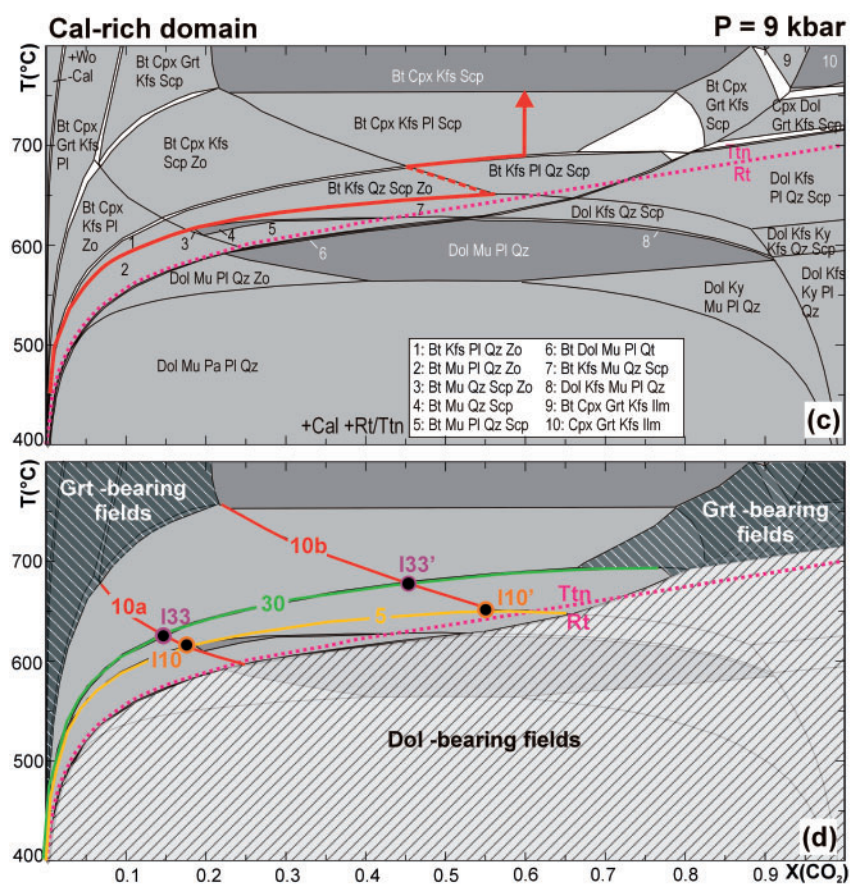 Cal-rich domain
P = 9 kbar
T(°C)
+Wo
-Cal
Bt Cpx Grt
Kfs Scp
Bt Cpx Kfs Scp
9
10
Bt Cpx
Grt Kfs
Scp
Cpx Dol
Grt Kfs Scp
700
Bt Cpx
Grt Kfs
Pl
Bt Cpx Kfs
Scp Zo
Bt Cpx Kfs Pl Scp
Bt Kfs Pl Qz Scp
Ttn
Rt
Bt Kfs Qz Scp Zo
Dol Kfs
Pl Qz Scp
Bt Cpx
Kfs Pl
Zo
1
3
4
5
7
Dol Kfs Qz Scp
600
2
6
8
Dol Kfs Ky
Kfs Qz Scp
Dol Mu Pl Qz
Dol Mu Pl Qz Zo
Dol Ky
Mu Pl Qz
Dol Kfs
Ky Pl
Qz
500
Dol Mu Pa Pl Qz
1: Bt Kfs Pl Qz Zo
2: Bt Mu Pl Qz Zo
3: Bt Mu Qz Scp Zo
4: Bt Mu Qz Scp
5: Bt Mu Pl Qz Scp
6: Bt Dol Mu Pl Qt
7: Bt Kfs Mu Qz Scp
8: Dol Kfs Mu Pl Qz
9: Bt Cpx Grt Kfs Ilm
10: Cpx Grt Kfs Ilm
+Cal +Rt/Ttn
(c)
400
T(°C)
Grt -bearing
fields
Grt -bearing
fields
700
10b
I33'
10a
I33
30
I10'
Ttn
Rt
5
I10
600
Dol -bearing fields
500
(d)
400
0.1
0.2
0.3
0.4
0.5
0.6
0.7
0.8
0.9
X(CO₂)